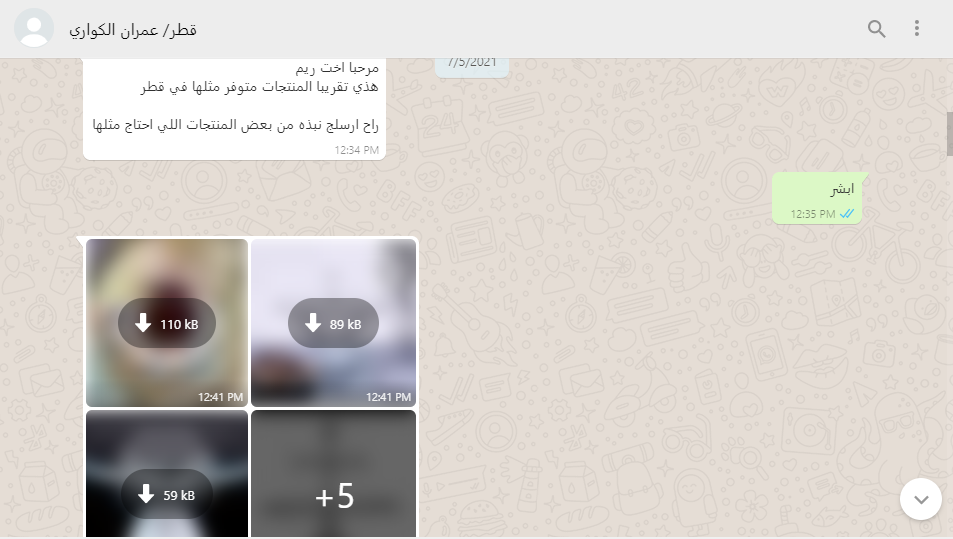 قطر/ عمران الكواري
7/5/2021
مرحبا اخت ريم
هذي تقريبا المنتجات متوفر مثلها في قطر
راح ارسلج نبذه من بعض المنتجات اللي احتاج مثلها
12:34 PM
ابشر
12:35 PM
110 kB
89 kB
12:41 PM
12:41 PM
59 kB
+5